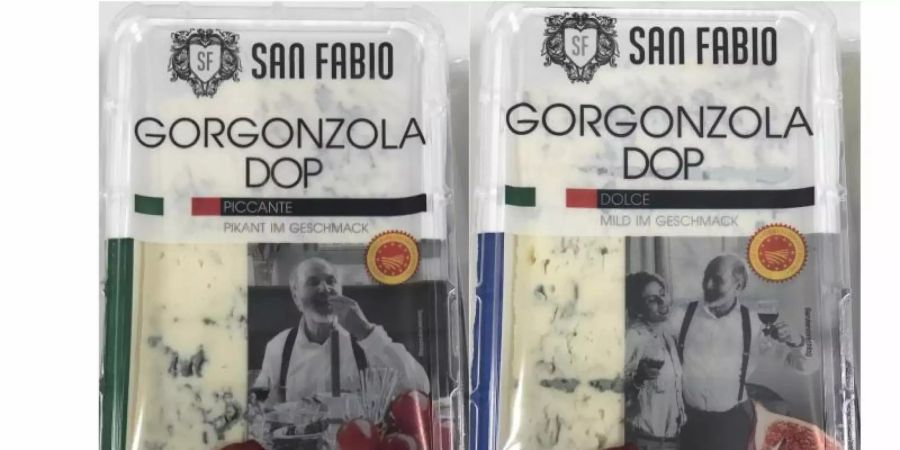 SF
SAN FABIO
GORGONZOLA
DOP
PICCANTE
PIKANT IM GESCHMACK
SF
SAN FABIO
GORGONZOLA
DOP
DOLCE
MILD IM GESCHMACK